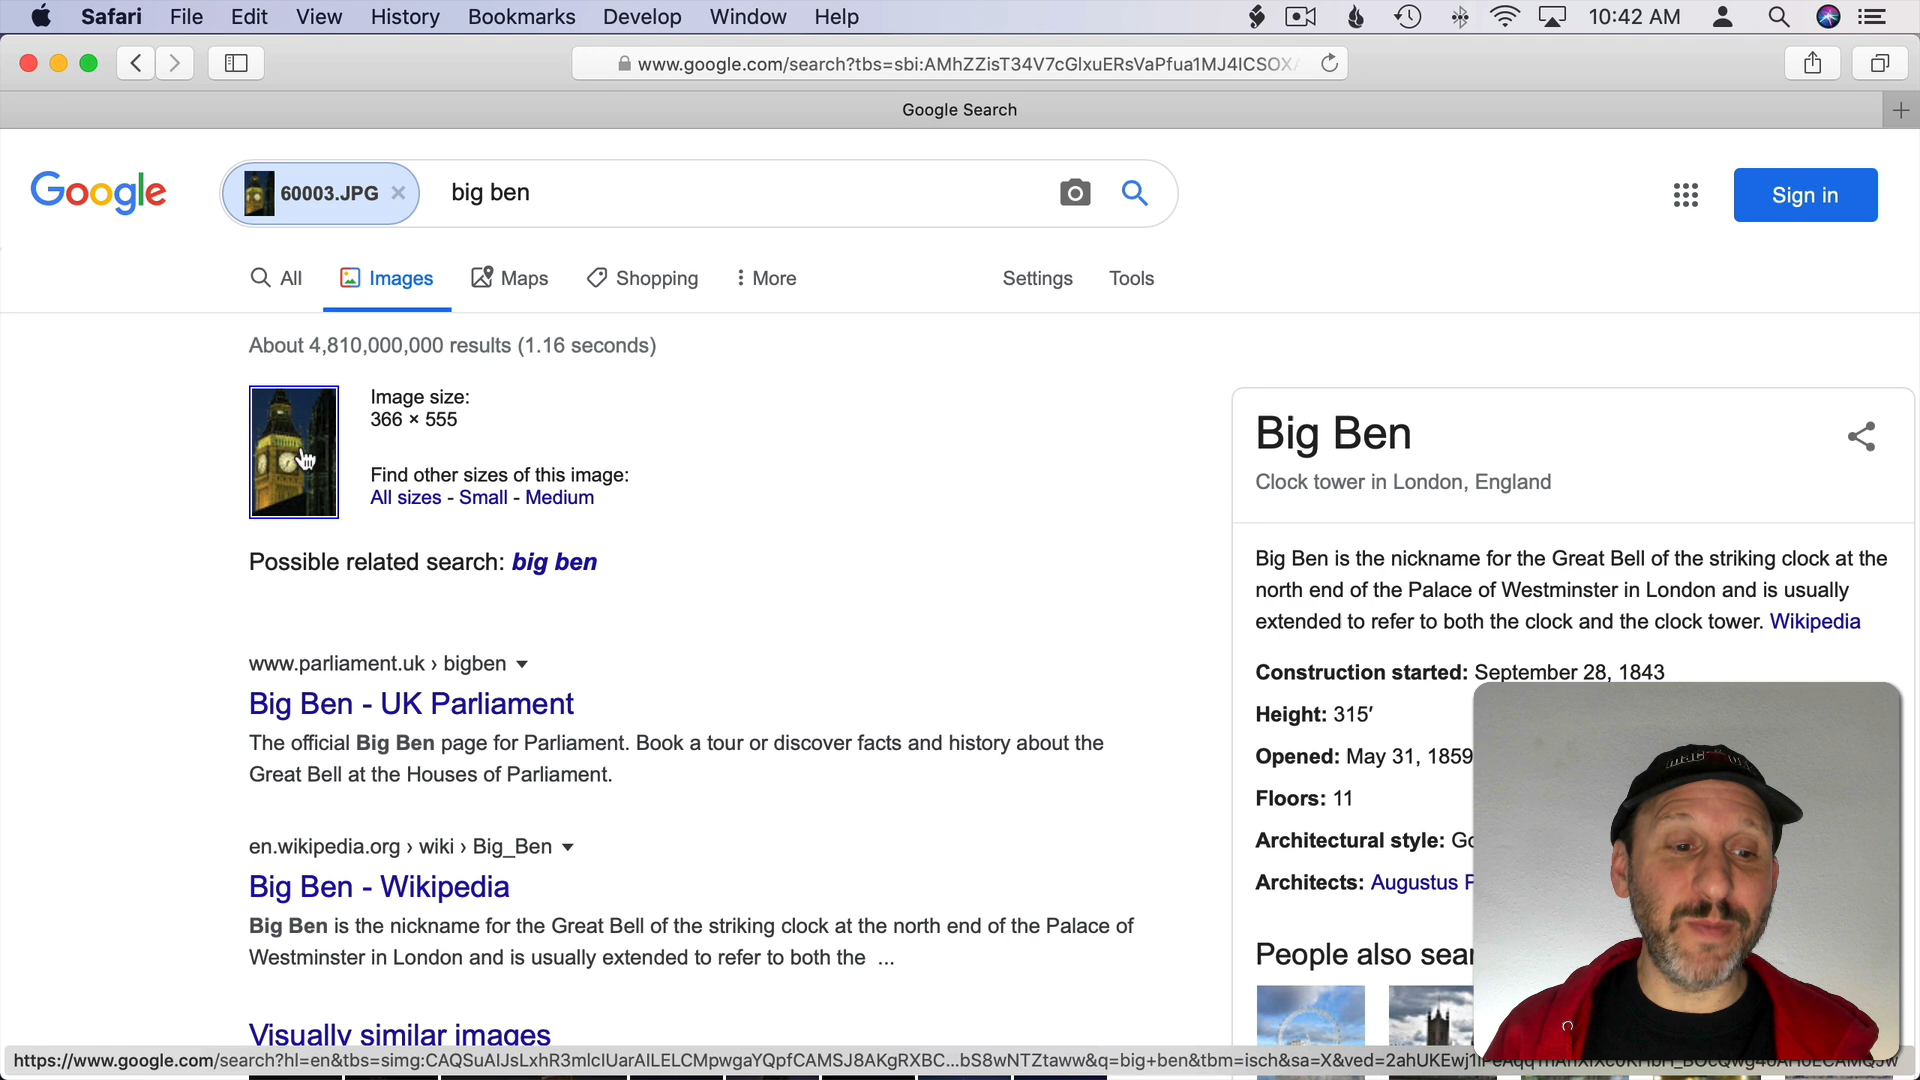 Safari File Edit View History Bookmarks Develop Window Help 10:42 AM
www.google.com/search?tbs=sbi:AMhZZisT34V7cGlxuERsVaPfua1MJ4ICSOX
Google Search
Google
60003.JPG × big ben
Sign in
All Images Maps Shopping More Settings Tools
About 4,810,000,000 results (1.16 seconds)
Image size:
366 × 555
Find other sizes of this image:
All sizes - Small - Medium
Possible related search: big ben
www.parliament.uk › bigben
Big Ben - UK Parliament
The official Big Ben page for Parliament. Book a tour or discover facts and history about the
Great Bell at the Houses of Parliament.
en.wikipedia.org › wiki › Big_Ben
Big Ben - Wikipedia
Big Ben is the nickname for the Great Bell of the striking clock at the north end of the Palace of
Westminster in London and is usually extended to refer to both the ...
Visually similar images
Big Ben
Clock tower in London, England
Big Ben is the nickname for the Great Bell of the striking clock at the
north end of the Palace of Westminster in London and is usually
extended to refer to both the clock and the clock tower. Wikipedia
Construction started: September 28, 1843
Height: 315′
Opened: May 31, 1859
Floors: 11
Architectural style:
Architects: Augustus
People also